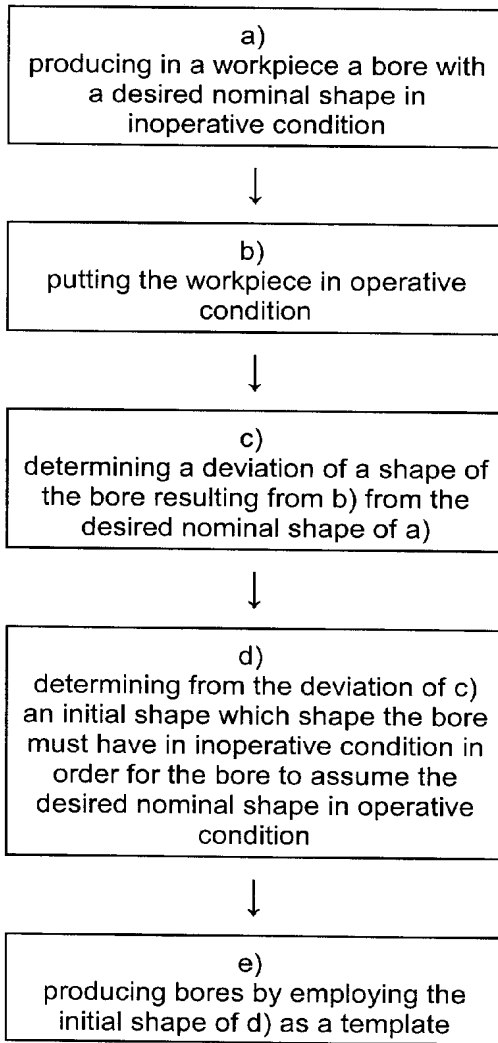 a)
producing in a workpiece a bore with
a desired nominal shape in
inoperative condition
b)
putting the workpiece in operative
condition
c)
determining a deviation of a shape of
the bore resulting from b) from the
desired nominal shape of a)
d)
determining from the deviation of c)
an initial shape which shape the bore
must have in inoperative condition in
order for the bore to assume the
desired nominal shape in operative
condition
e)
producing bores by employing the
initial shape of d) as a template